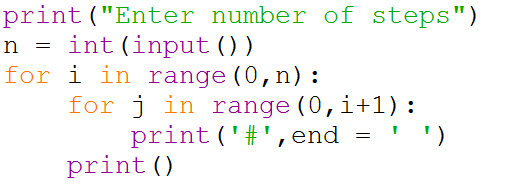 print("Enter number of steps")
n = int(input())
for i in range(0,n):
    for j in range(0,i+1):
        print('#',end = ' ')
    print()